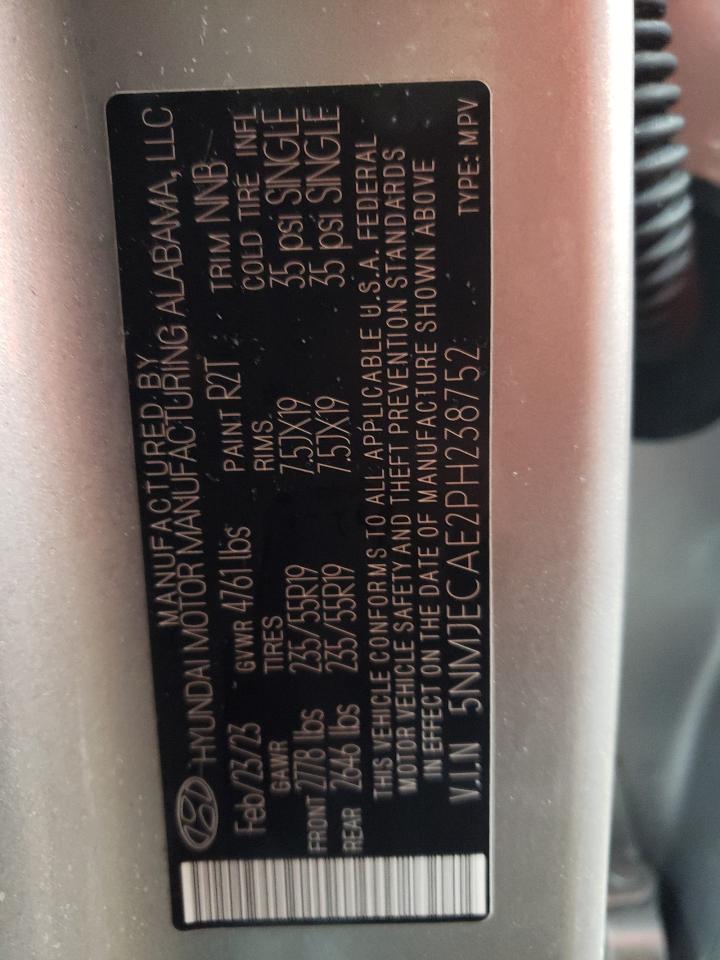 MANUFACTURED BY
HYUNDAI MOTOR MANUFACTURING ALABAMA, LLC
Feb/23/23 GVWR 4761 lbs PAINT R2T TRIM NNB
GAWR TIRES RIMS COLD TIRE INFL
FRONT 2778 lbs 235/55R19 7.5JX19 35 psi SINGLE
REAR 2646 lbs 235/55R19 7.5JX19 35 psi SINGLE
THIS VEHICLE CONFORMS TO ALL APPLICABLE U.S.A. FEDERAL
MOTOR VEHICLE SAFETY AND THEFT PREVENTION STANDARDS
IN EFFECT ON THE DATE OF MANUFACTURE SHOWN ABOVE
V.I.N 5NMJECAE2PH238752 TYPE: MPV